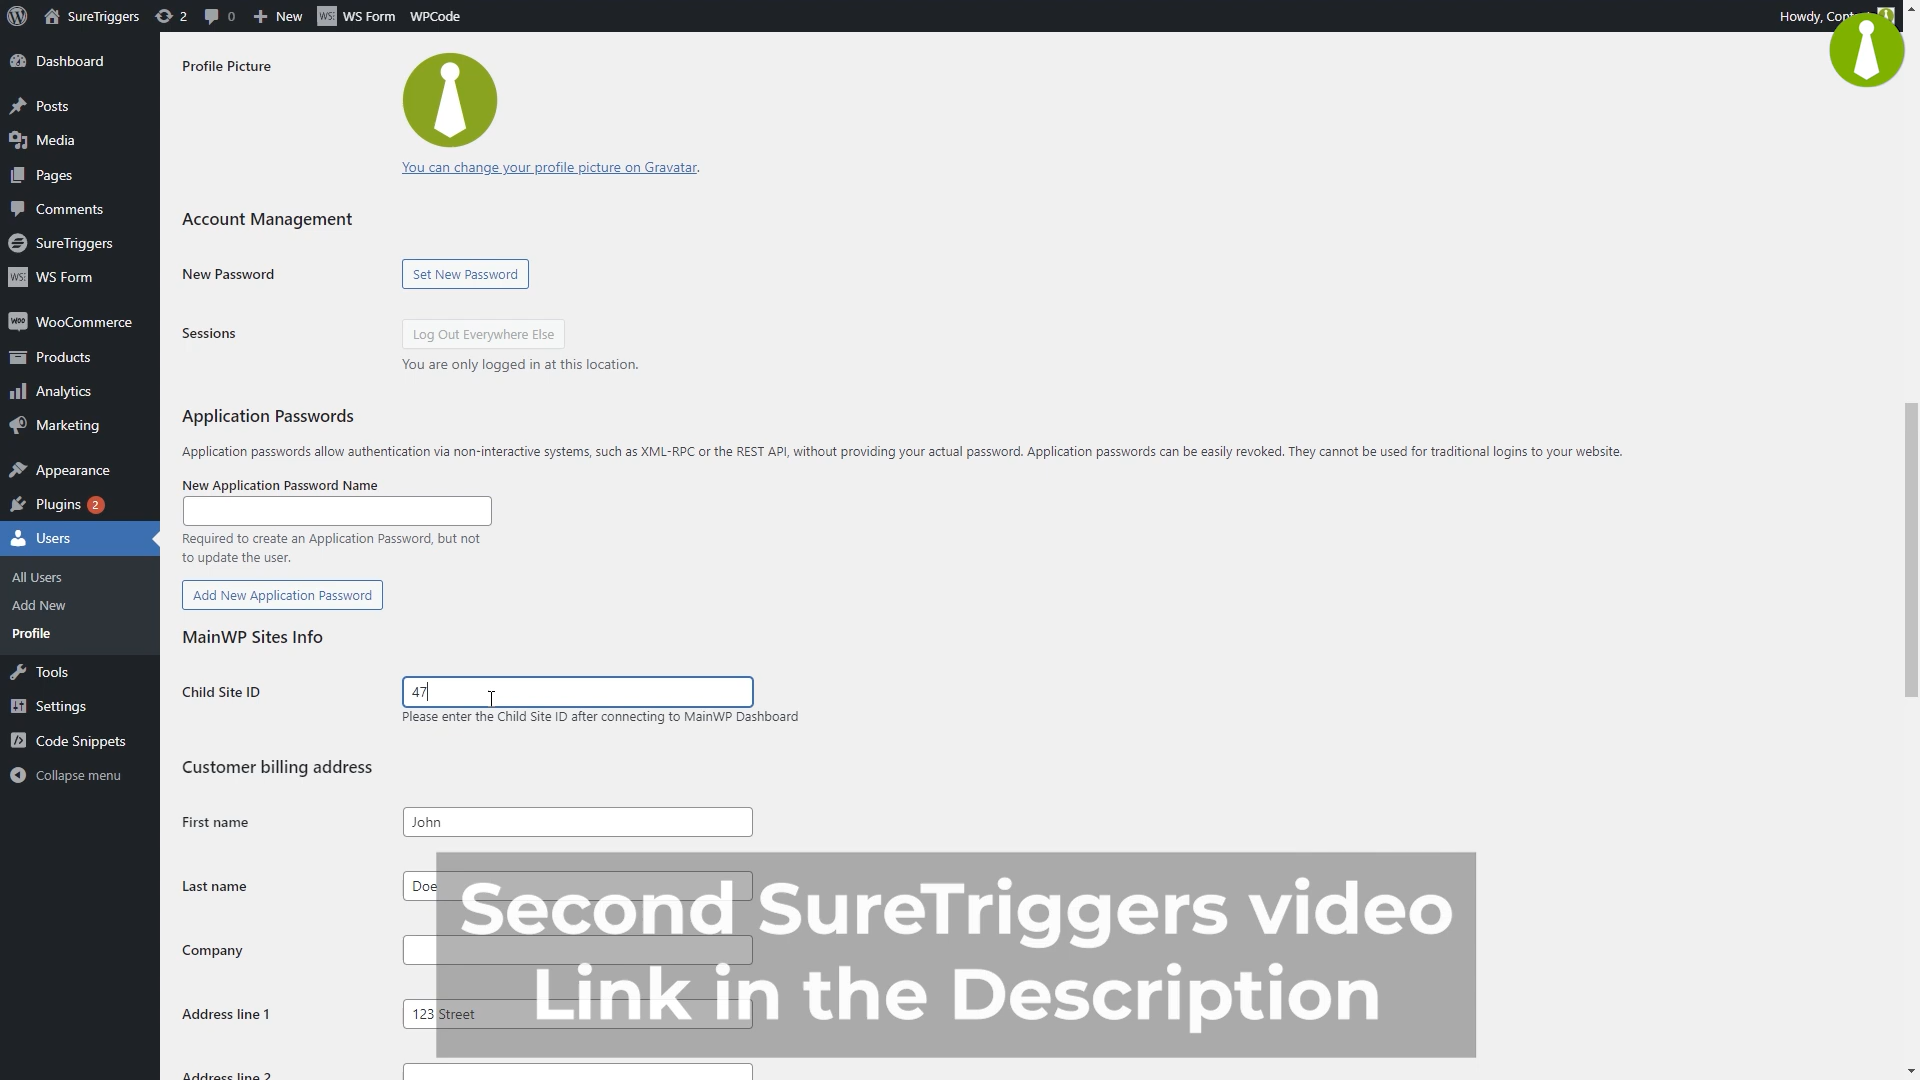 SureTriggers 2 0 New WS Form WPCode
Howdy,
Dashboard
Posts
Media
Pages
Comments
SureTriggers
WS Form
WooCommerce
Products
Analytics
Marketing
Appearance
Plugins 2
Users
All Users
Add New
Profile
Tools
Settings
Code Snippets
Collapse menu
Profile Picture
You can change your profile picture on Gravatar.
Account Management
New Password
Set New Password
Sessions
Log Out Everywhere Else
You are only logged in at this location.
Application Passwords
Application passwords allow authentication via non-interactive systems, such as XML-RPC or the REST API, without providing your actual password. Application passwords can be easily revoked. They cannot be used for traditional logins to your website.
New Application Password Name
Required to create an Application Password, but not
to update the user.
Add New Application Password
MainWP Sites Info
Child Site ID
47
Please enter the Child Site ID after connecting to MainWP Dashboard
Customer billing address
First name
John
Last name
Doe
Company
Address line 1
123 Street
Address line 2
Second SureTriggers video
Link in the Description